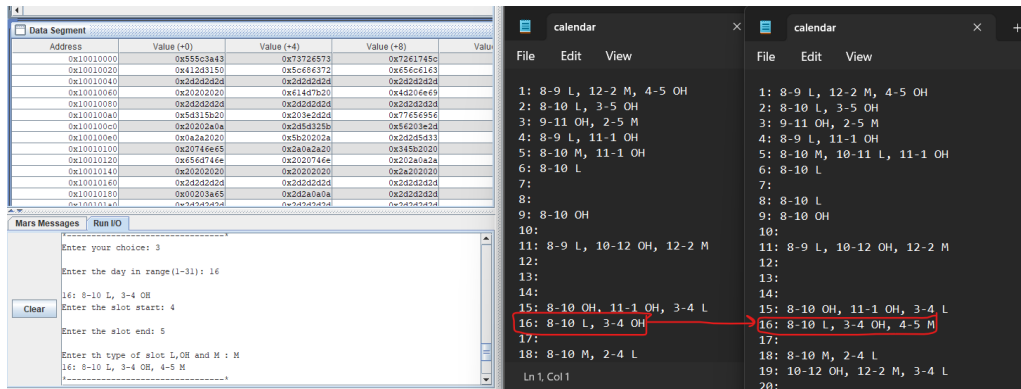 Data Segment
Address Value (+0) Value (+4) Value (+8) Value
0x10010000 0x555c3a43 0x73726573 0x7261745c
0x10010020 0x412d3150 0x5c686372 0x656c6163
0x10010040 0x2d2d2d2d 0x2d2d2d2d 0x2d2d2d2d
0x10010060 0x20202020 0x614d7b20 0x4d206e69
0x10010080 0x2d2d2d2d 0x2d2d2d2d 0x2d2d2d2d
0x100100a0 0x5d315b20 0x203e2d2d 0x77656956
0x100100c0 0x20202a0a 0x2d5d325b 0x56203e2d
0x100100e0 0x0a2a2020 0x5b20202a 0x2d2d5d33
0x10010100 0x20746e65 0x2a0a2a20 0x345b2020
0x10010120 0x656d746e 0x2020746e 0x202a0a2a
0x10010140 0x20202020 0x20202020 0x2a202020
0x10010160 0x2d2d2d2d 0x2d2d2d2d 0x2d2d2d2d
0x10010180 0x00203a65 0x2d2a0a0a 0x2d2d2d2d
0x100101a0 0x2d2d2d2d 0x2d2d2d2d 0x2d2d2d2d
Mars Messages Run I/O
Enter your choice: 3
Enter the day in range(1-31): 16
16: 8-10 L, 3-4 OH
Enter the slot start: 4
Enter the slot end: 5
Enter th type of slot L,OH and M : M
16: 8-10 L, 3-4 OH, 4-5 M
*--------------------------------*
Clear
calendar
File Edit View
1: 8-9 L, 12-2 M, 4-5 OH
2: 8-10 L, 3-5 OH
3: 9-11 OH, 2-5 M
4: 8-9 L, 11-1 OH
5: 8-10 M, 11-1 OH
6: 8-10 L
7:
8:
9: 8-10 OH
10:
11: 8-9 L, 10-12 OH, 12-2 M
12:
13:
14:
15: 8-10 OH, 11-1 OH, 3-4 L
16: 8-10 L, 3-4 OH
17:
18: 8-10 M, 2-4 L
Ln 1, Col 1
calendar
File Edit View
1: 8-9 L, 12-2 M, 4-5 OH
2: 8-10 L, 3-5 OH
3: 9-11 OH, 2-5 M
4: 8-9 L, 11-1 OH
5: 8-10 M, 10-11 L, 11-1 OH
6: 8-10 L
7:
8: 8-10 L
9: 8-10 OH
10:
11: 8-9 L, 10-12 OH, 12-2 M
12:
13:
14:
15: 8-10 OH, 11-1 OH, 3-4 L
16: 8-10 L, 3-4 OH, 4-5 M
17:
18: 8-10 M, 2-4 L
19: 10-12 OH, 12-2 M, 3-4 L
20: